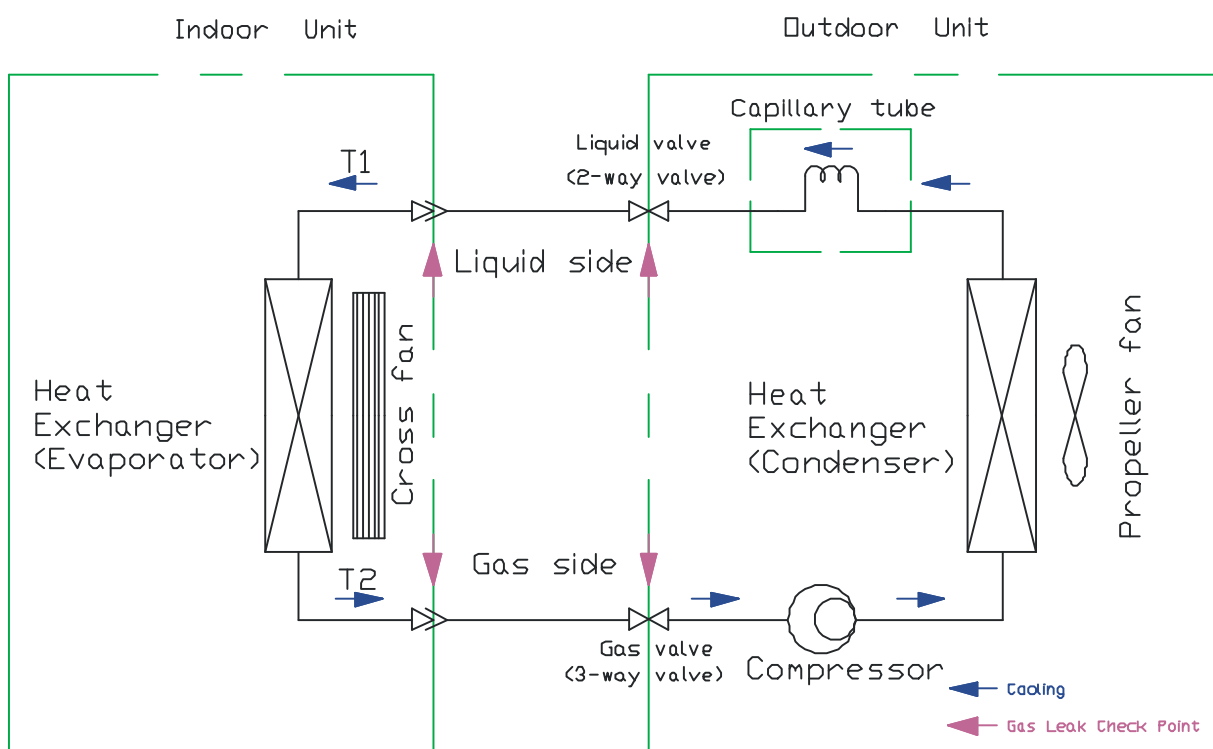 Indoor Unit
Outdoor Unit
Capillary tube
Liquid valve
(2-way valve)
T1
Liquid side
Heat
Exchanger
(Evaporator)
Cross fan
Heat
Exchanger
(Condenser)
Propeller fan
T2
Gas side
Gas valve
(3-way valve)
Compressor
Cooling
Gas Leak Check Point